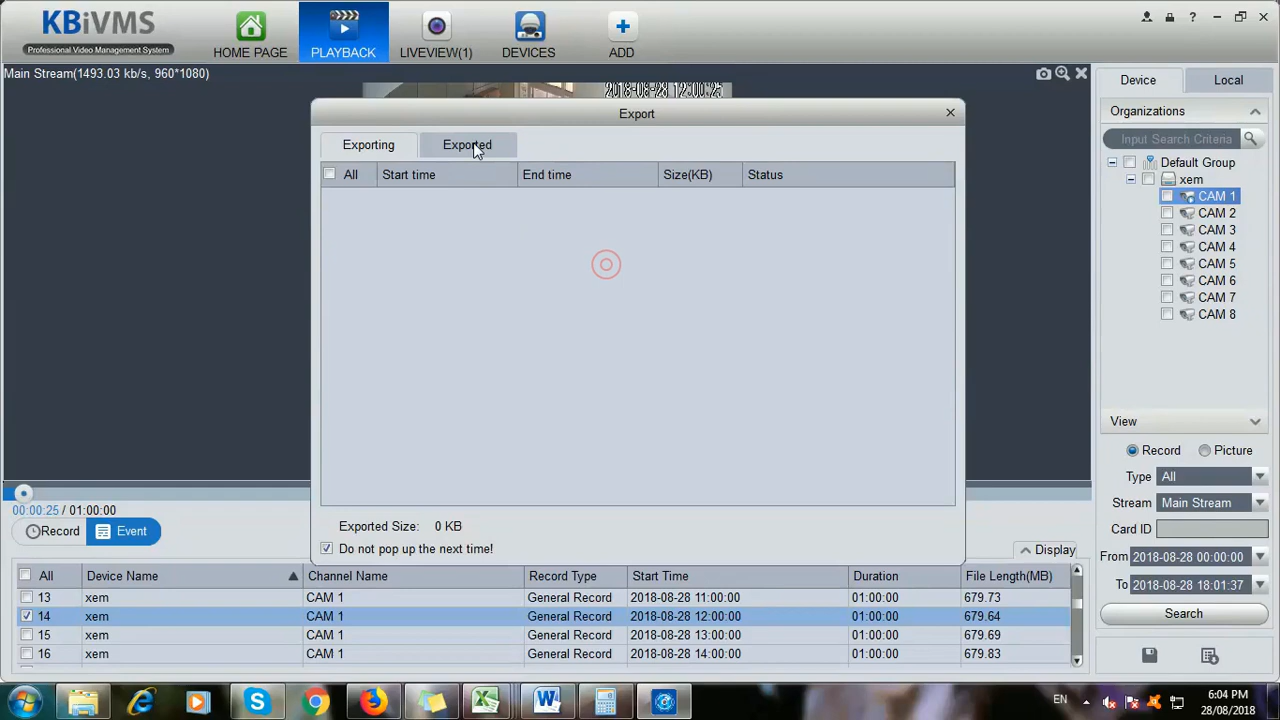 KBiVMS
Professional Video Management System
HOME PAGE
PLAYBACK
LIVEVIEW(1)
DEVICES
ADD
Main Stream(1493.03 kb/s, 960*1080)
2018-08-28 12:00:25
Device
Local
Export
Organizations
Exporting
Exported
Input Search Criteria
All
Start time
End time
Size(KB)
Status
Default Group
xem
CAM 1
CAM 2
CAM 3
CAM 4
CAM 5
CAM 6
CAM 7
CAM 8
View
Record
Picture
Type
All
Stream
Main Stream
Card ID
From
2018-08-28 00:00:00
To
2018-08-28 18:01:37
Search
00:00:25 / 01:00:00
Record
Event
Exported Size: 0 KB
Do not pop up the next time!
Display
All Device Name Channel Name Record Type Start Time Duration File Length(MB)
13 xem CAM 1 General Record 2018-08-28 11:00:00 01:00:00 679.73
14 xem CAM 1 General Record 2018-08-28 12:00:00 01:00:00 679.64
15 xem CAM 1 General Record 2018-08-28 13:00:00 01:00:00 679.69
16 xem CAM 1 General Record 2018-08-28 14:00:00 01:00:00 679.83
EN
6:04 PM
28/08/2018